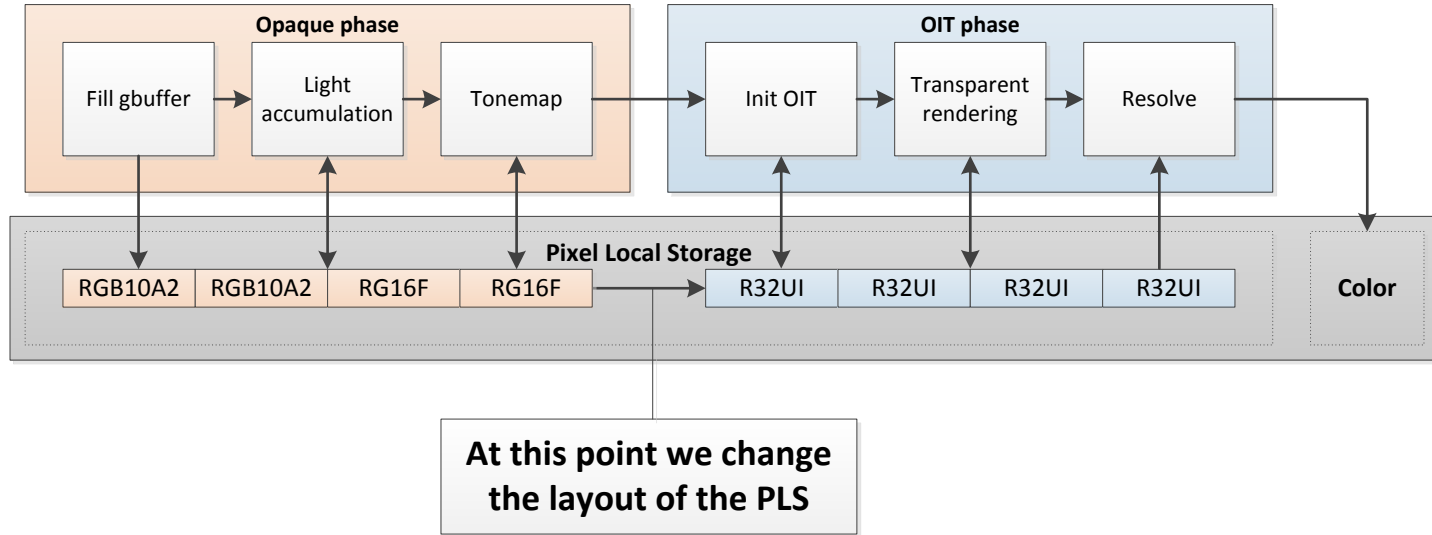 Opaque phase
OIT phase
Fill gbuffer
Light
accumulation
Tonemap
Init OIT
Transparent
rendering
Resolve
Pixel Local Storage
RGB10A2
RGB10A2
RG16F
RG16F
R32UI
R32UI
R32UI
R32UI
Color
At this point we change
the layout of the PLS